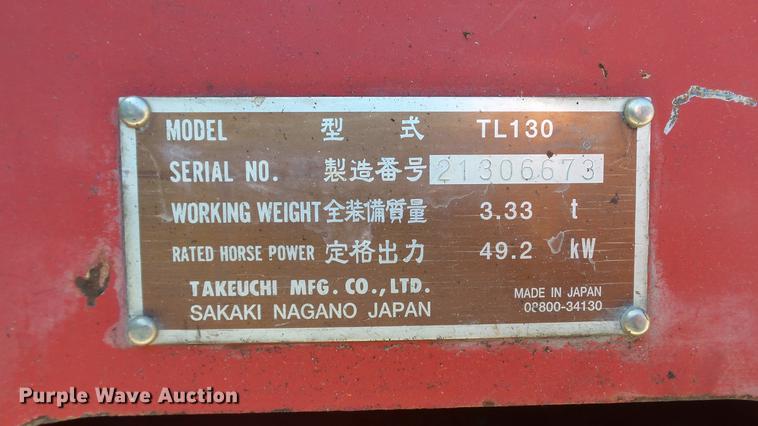 MODEL 型式 TL130
SERIAL NO. 製造番号 21306673
WORKING WEIGHT 全装備質量 3.33 t
RATED HORSE POWER 定格出力 49.2 kW
TAKEUCHI MFG. CO., LTD.
SAKAKI NAGANO JAPAN
MADE IN JAPAN
08800-34130
Purple Wave Auction